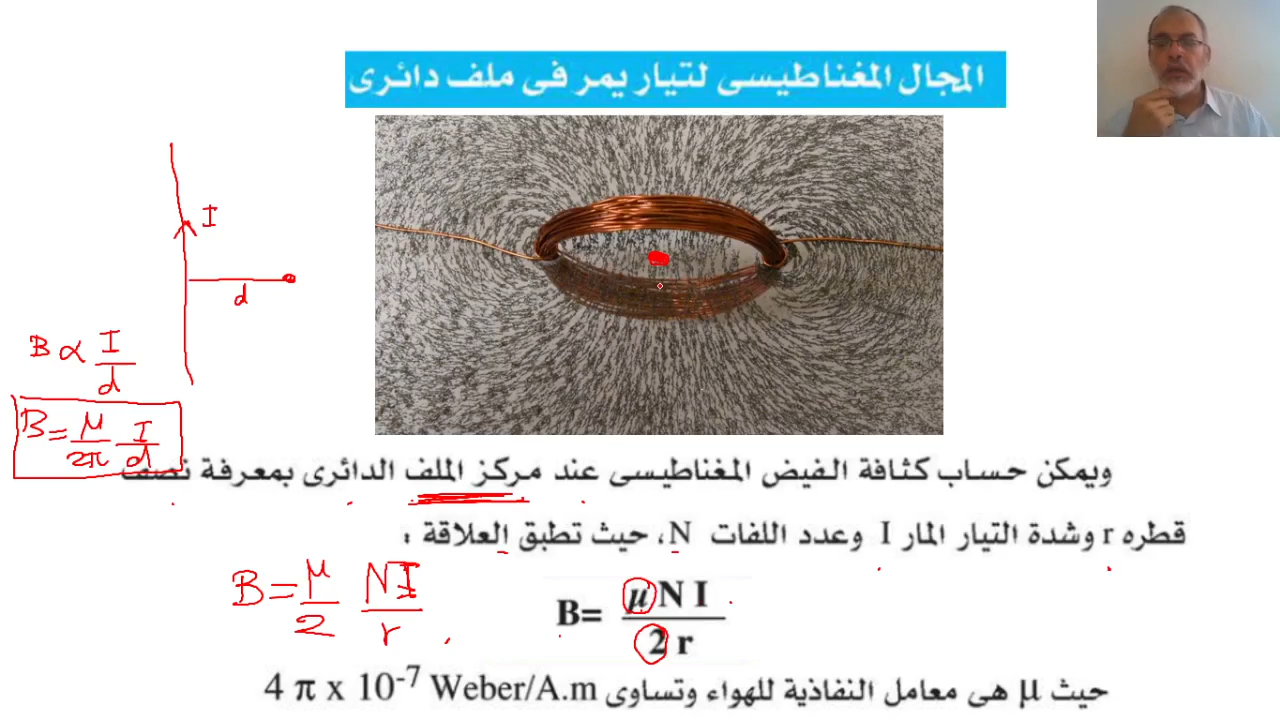 المجال المغناطيسى لتيار يمر فى ملف دائرى
I
d
B ∝ I/d
B = μ/2π I/d
ويمكن حساب كثافة الفيض المغناطيسى عند مركز الملف الدائرى بمعرفة نصف
قطره r وشدة التيار المار I وعدد اللفات N، حيث تطبق العلاقة :
B = μ/2 NI/r
B= μ N I / 2 r
حيث μ هى معامل النفاذية للهواء وتساوى 4 π x 10⁻⁷ Weber/A.m